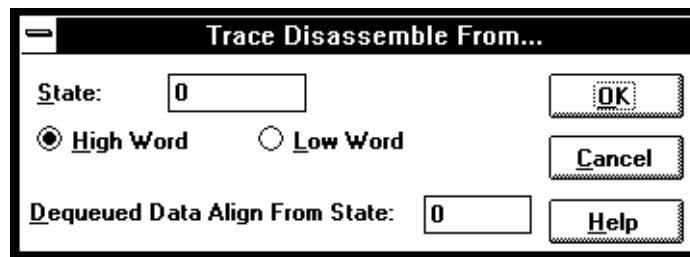 Trace Disassemble From...
State: 0 OK
High Word Low Word
Cancel
Dequeued Data Align From State: 0 Help